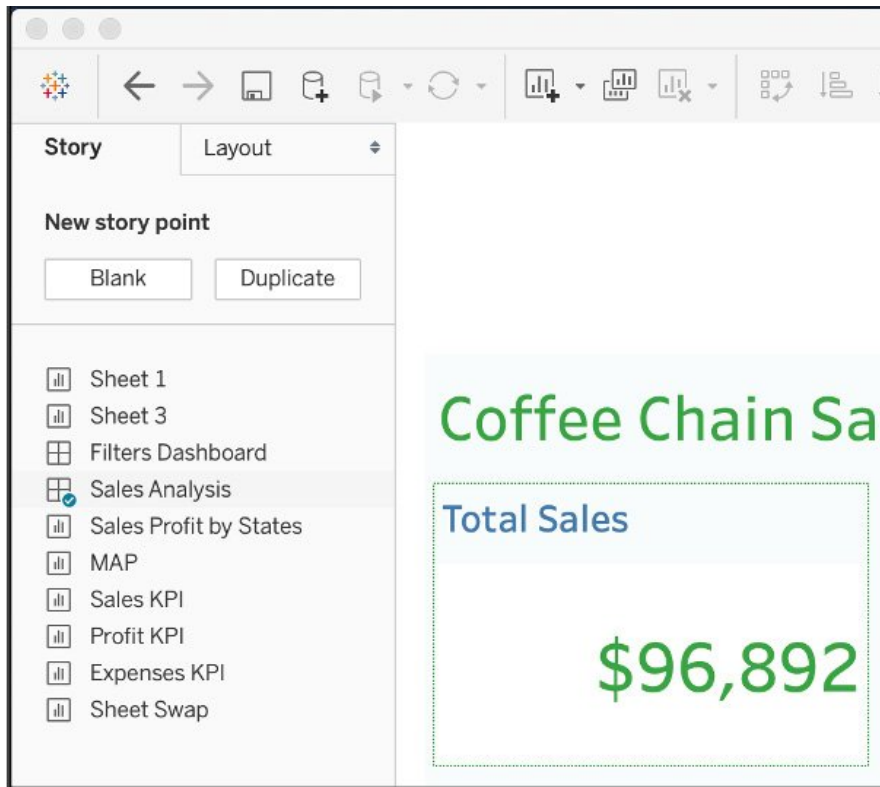 Story Layout
New story point
Blank Duplicate
Sheet 1
Sheet 3
Filters Dashboard
Sales Analysis
Sales Profit by States
MAP
Sales KPI
Profit KPI
Expenses KPI
Sheet Swap
Coffee Chain Sa
Total Sales
$96,892